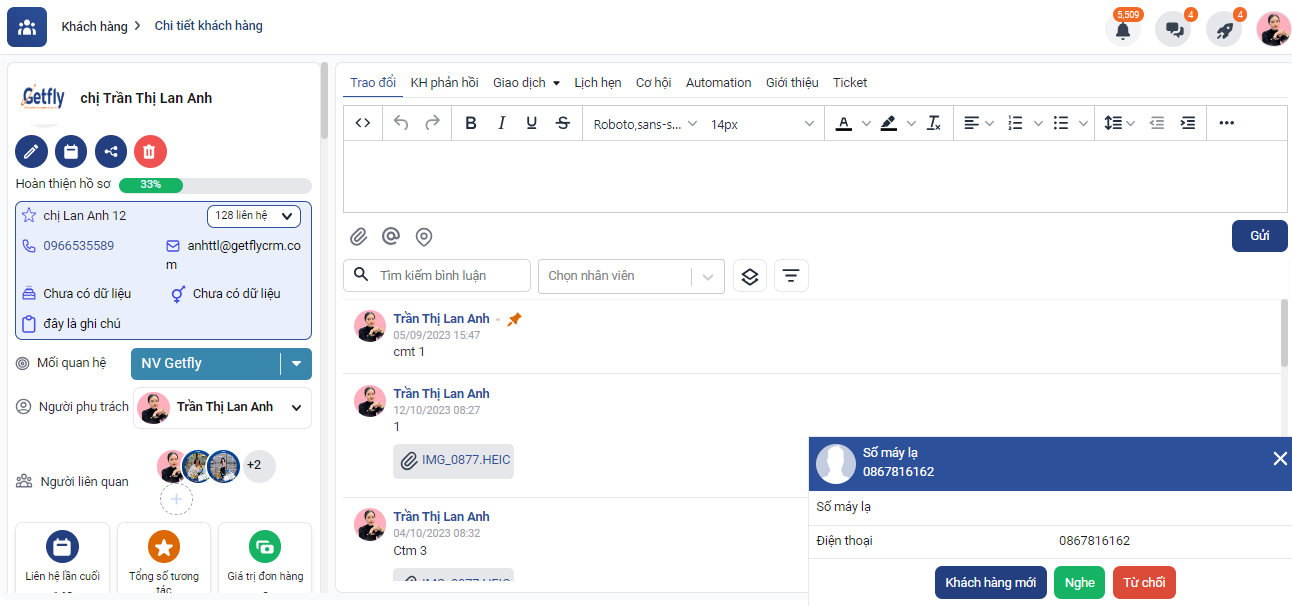 Khách hàng
Chi tiết khách hàng
5,509
4
4
Getfly
chị Trần Thị Lan Anh
Hoàn thiện hồ sơ
33%
chị Lan Anh 12
128 liên hệ
0966535589
anhttl@getflycrm.co
m
Chưa có dữ liệu
Chưa có dữ liệu
đây là ghi chú
Mối quan hệ
NV Getfly
Người phụ trách
Trần Thị Lan Anh
Người liên quan
+2
Liên hệ lần cuối
Tổng số tương
tác
Giá trị đơn hàng
Trao đổi
KH phản hồi
Giao dịch
Lịch hẹn
Cơ hội
Automation
Giới thiệu
Ticket
Roboto,sans-s...
14px
Gửi
Tìm kiếm bình luận
Chọn nhân viên
Trần Thị Lan Anh
05/09/2023 15:47
cmt 1
Trần Thị Lan Anh
12/10/2023 08:27
1
IMG_0877.HEIC
Trần Thị Lan Anh
04/10/2023 08:32
Ctm 3
IMG_0877.HEIC
Số máy lạ
0867816162
Số máy lạ
Điện thoại
0867816162
Khách hàng mới
Nghe
Từ chối